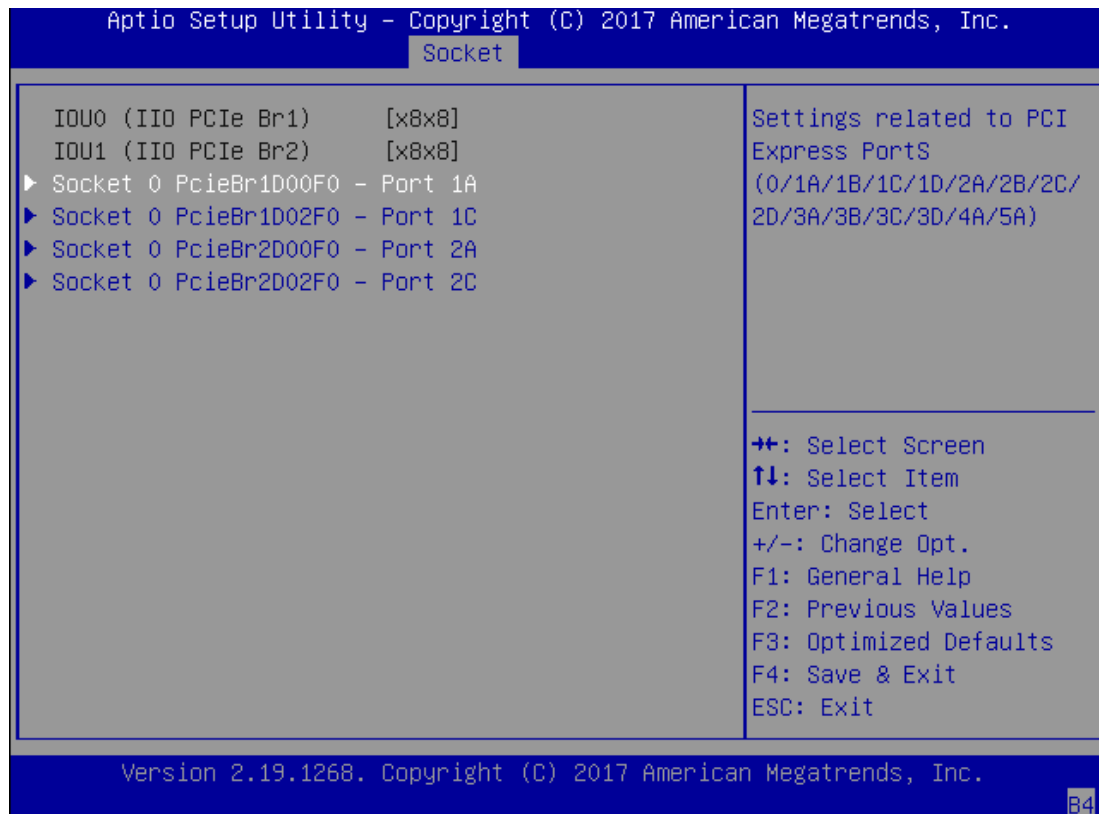 Aptio Setup Utility – Copyright (C) 2017 American Megatrends, Inc.
Socket
IOU0 (IIO PCIe Br1) [x8x8]
IOU1 (IIO PCIe Br2) [x8x8]
Socket 0 PcieBr1D00F0 – Port 1A
Socket 0 PcieBr1D02F0 – Port 1C
Socket 0 PcieBr2D00F0 – Port 2A
Socket 0 PcieBr2D02F0 – Port 2C
Settings related to PCI
Express PortS
(0/1A/1B/1C/1D/2A/2B/2C/
2D/3A/3B/3C/3D/4A/5A)
→←: Select Screen
↑↓: Select Item
Enter: Select
+/-: Change Opt.
F1: General Help
F2: Previous Values
F3: Optimized Defaults
F4: Save & Exit
ESC: Exit
Version 2.19.1268. Copyright (C) 2017 American Megatrends, Inc.
B4